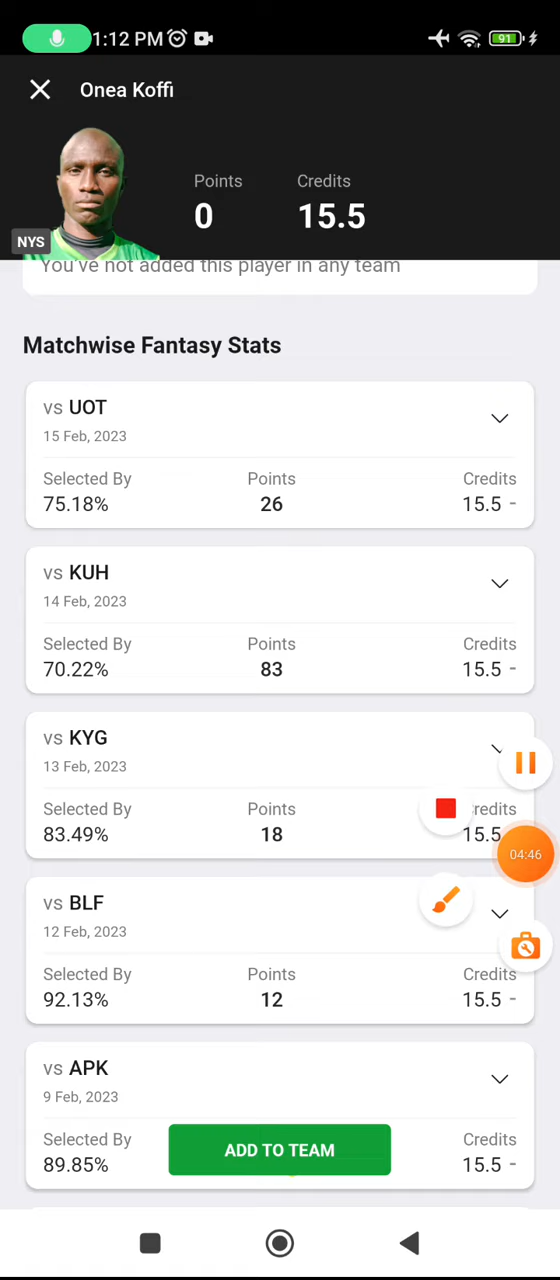 1:12 PM 91
Onea Koffi
Points Credits
0 15.5
NYS
You've not added this player in any team
Matchwise Fantasy Stats
vs UOT
15 Feb, 2023
Selected By Points Credits
75.18% 26 15.5 -
vs KUH
14 Feb, 2023
Selected By Points Credits
70.22% 83 15.5 -
vs KYG
13 Feb, 2023
Selected By Points redits
83.49% 18 15.5
04:46
vs BLF
12 Feb, 2023
Selected By Points Credits
92.13% 12 15.5 -
vs APK
9 Feb, 2023
Selected By Credits
89.85% 15.5 -
ADD TO TEAM